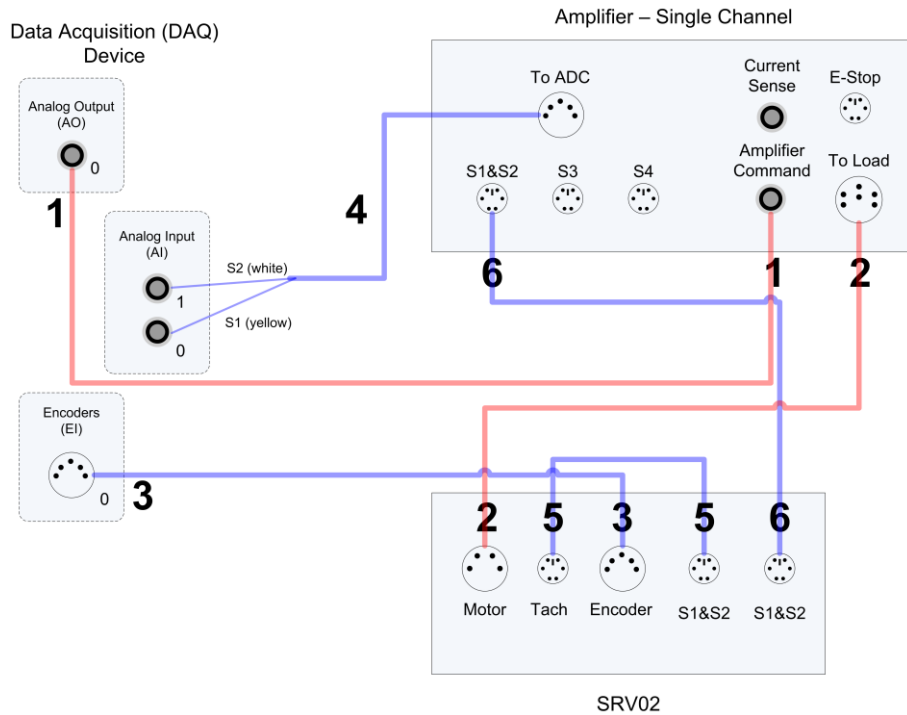 Data Acquisition (DAQ)
Device
Analog Output
(AO)
0
1
Analog Input
(AI)
S2 (white)
1
S1 (yellow)
0
4
Encoders
(EI)
0
3
Amplifier – Single Channel
To ADC
Current
Sense
E-Stop
S1&S2
S3
S4
Amplifier
Command
To Load
6
1
2
2
5
3
5
6
Motor
Tach
Encoder
S1&S2
S1&S2
SRV02